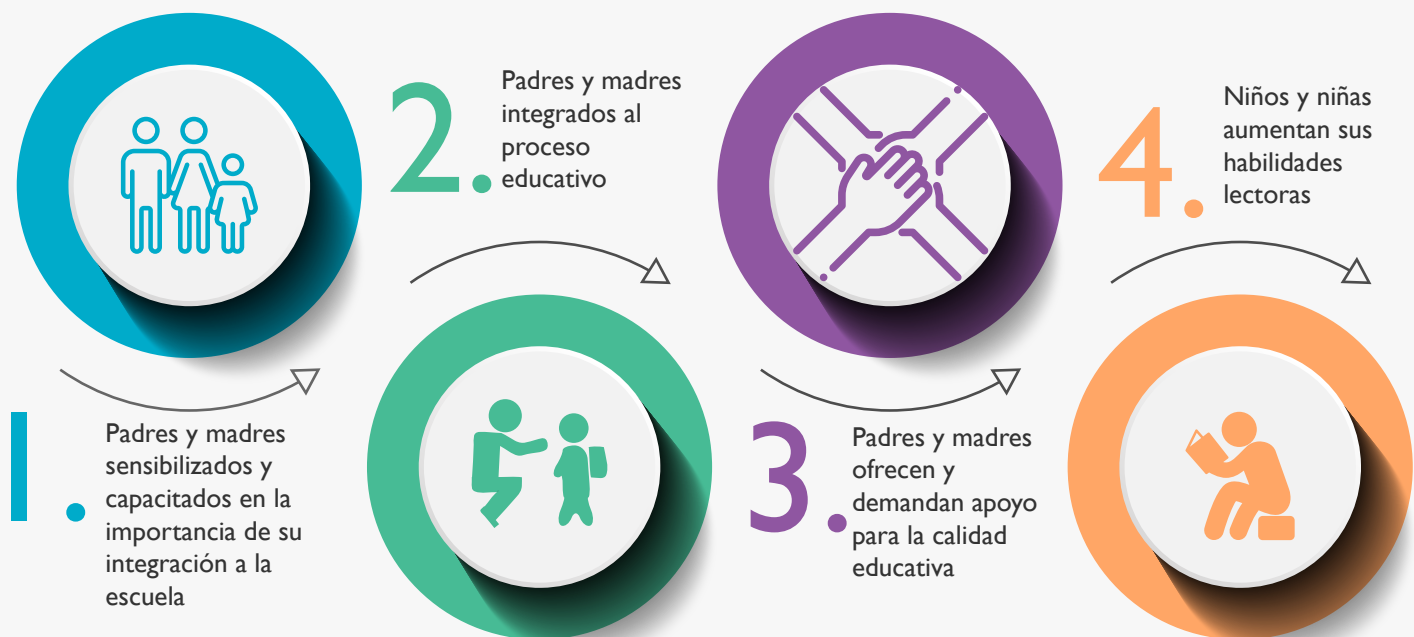 1.
Padres y madres
sensibilizados y
capacitados en la
importancia de su
integración a la
escuela
2.
Padres y madres
integrados al
proceso
educativo
3.
Padres y madres
ofrecen y
demandan apoyo
para la calidad
educativa
4.
Niños y niñas
aumentan sus
habilidades
lectoras